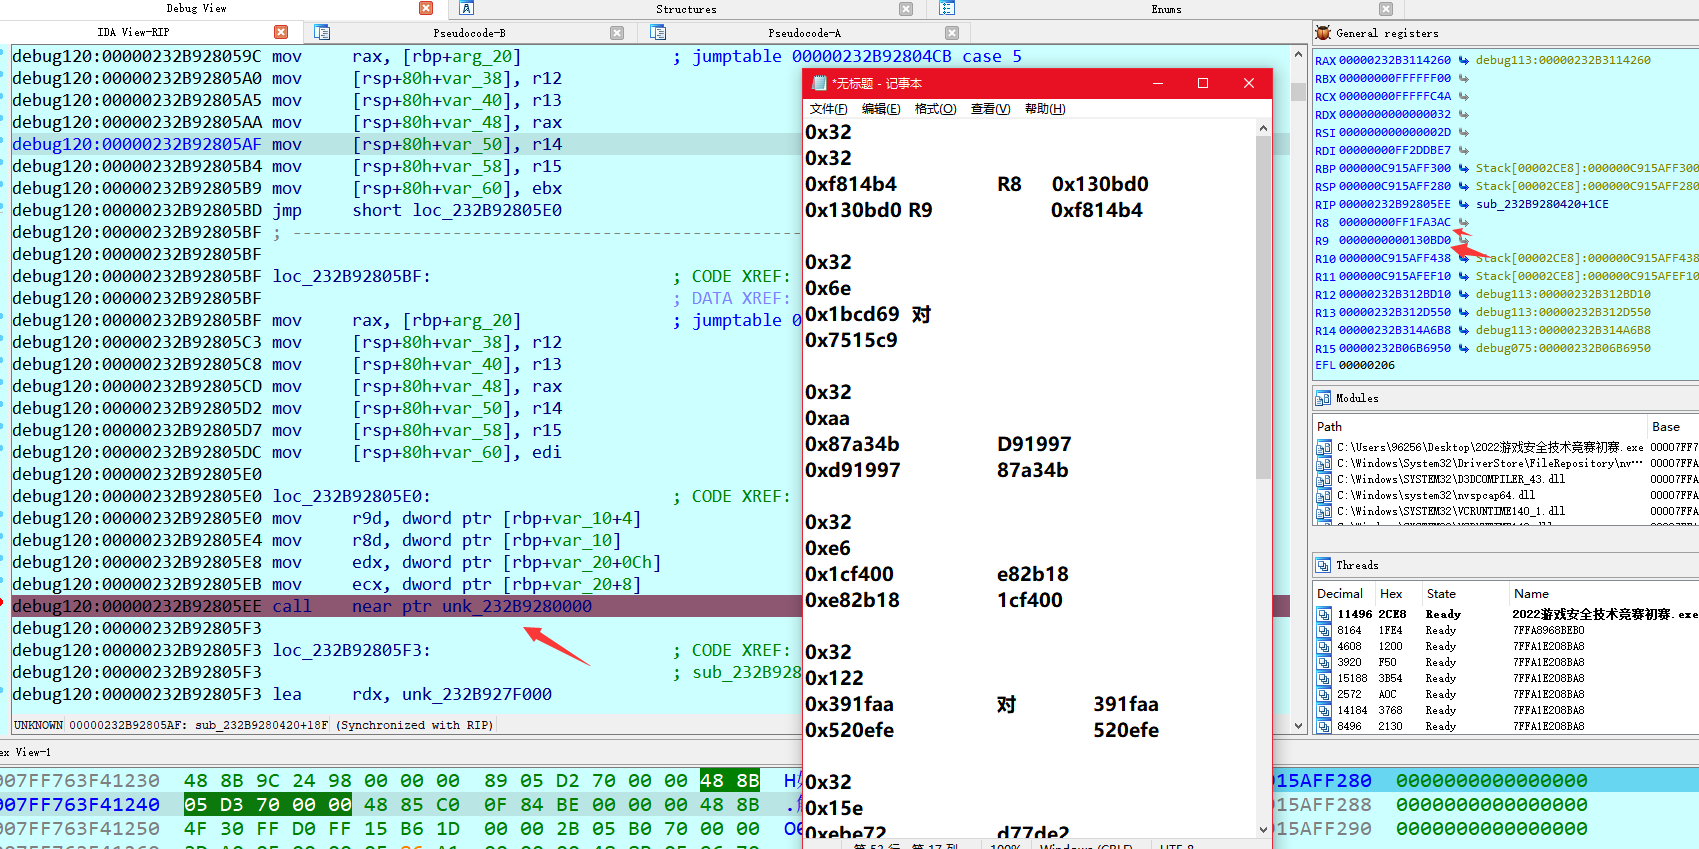 Debug View
Structures
Enums
IDA View-RIP
Pseudocode-B
Pseudocode-A
debug120:00000232B928059C mov rax, [rbp+arg_20] ; jumptable 00000232B92804CB case 5
debug120:00000232B92805A0 mov [rsp+80h+var_38], r12
debug120:00000232B92805A5 mov [rsp+80h+var_40], r13
debug120:00000232B92805AA mov [rsp+80h+var_48], rax
debug120:00000232B92805AF mov [rsp+80h+var_50], r14
debug120:00000232B92805B4 mov [rsp+80h+var_58], r15
debug120:00000232B92805B9 mov [rsp+80h+var_60], ebx
debug120:00000232B92805BD jmp short loc_232B92805E0
debug120:00000232B92805BF ; ----------------------------------------------------
debug120:00000232B92805BF
debug120:00000232B92805BF loc_232B92805BF: ; CODE XREF:
debug120:00000232B92805BF ; DATA XREF:
debug120:00000232B92805BF mov rax, [rbp+arg_20] ; jumptable 0
debug120:00000232B92805C3 mov [rsp+80h+var_38], r12
debug120:00000232B92805C8 mov [rsp+80h+var_40], r13
debug120:00000232B92805CD mov [rsp+80h+var_48], rax
debug120:00000232B92805D2 mov [rsp+80h+var_50], r14
debug120:00000232B92805D7 mov [rsp+80h+var_58], r15
debug120:00000232B92805DC mov [rsp+80h+var_60], edi
debug120:00000232B92805E0
debug120:00000232B92805E0 loc_232B92805E0: ; CODE XREF:
debug120:00000232B92805E0 mov r9d, dword ptr [rbp+var_10+4]
debug120:00000232B92805E4 mov r8d, dword ptr [rbp+var_10]
debug120:00000232B92805E8 mov edx, dword ptr [rbp+var_20+0Ch]
debug120:00000232B92805EB mov ecx, dword ptr [rbp+var_20+8]
debug120:00000232B92805EE call near ptr unk_232B9280000
debug120:00000232B92805F3
debug120:00000232B92805F3 loc_232B92805F3: ; CODE XREF:
debug120:00000232B92805F3 ; sub_232B928
debug120:00000232B92805F3 lea rdx, unk_232B927F000
UNKNOWN 00000232B92805AF: sub_232B9280420+18F (Synchronized with RIP)
*无标题 - 记事本
文件(F) 编辑(E) 格式(O) 查看(V) 帮助(H)
0x32
0x32
0xf814b4 R8 0x130bd0
0x130bd0 R9 0xf814b4
0x32
0x6e
0x1bcd69 对
0x7515c9
0x32
0xaa
0x87a34b D91997
0xd91997 87a34b
0x32
0xe6
0x1cf400 e82b18
0xe82b18 1cf400
0x32
0x122
0x391faa 对 391faa
0x520efe 520efe
0x32
0x15e
0xebe72 d77de2
第 53 行，第 17 列 100% Windows (CRLF) UTF-8
General registers
RAX 00000232B3114260 debug113:00000232B3114260
RBX 00000000FFFFFF00
RCX 00000000FFFFFC4A
RDX 0000000000000032
RSI 000000000000002D
RDI 00000000FF2DDBE7
RBP 000000C915AFF300 Stack[00002CE8]:000000C915AFF300
RSP 000000C915AFF280 Stack[00002CE8]:000000C915AFF280
RIP 00000232B92805EE sub_232B9280420+1CE
R8 00000000FF1FA3AC
R9 0000000000130BD0
R10 000000C915AFF438 Stack[00002CE8]:000000C915AFF438
R11 000000C915AFEF10 Stack[00002CE8]:000000C915AFEF10
R12 00000232B312BD10 debug113:00000232B312BD10
R13 00000232B312D550 debug113:00000232B312D550
R14 00000232B314A6B8 debug113:00000232B314A6B8
R15 00000232B06B6950 debug075:00000232B06B6950
EFL 00000206
Modules
Path Base
C:\Users\96256\Desktop\2022游戏安全技术竞赛初赛.exe 00007FF7
C:\Windows\System32\DriverStore\FileRepository\nv… 00007FFA
C:\Windows\SYSTEM32\D3DCOMPILER_43.dll 00007FFA
C:\Windows\system32\nvspcap64.dll 00007FFA
C:\Windows\SYSTEM32\VCRUNTIME140_1.dll 00007FFA
Threads
Decimal Hex State Name
11496 2CE8 Ready 2022游戏安全技术竞赛初赛.exe
8164 1FE4 Ready 7FFA8968BEB0
4608 1200 Ready 7FFA1E208BA8
3920 F50 Ready 7FFA1E208BA8
15188 3B54 Ready 7FFA1E208BA8
2572 A0C Ready 7FFA1E208BA8
14184 3768 Ready 7FFA1E208BA8
8496 2130 Ready 7FFA1E208BA8
ex View-1
007FF763F41230 48 8B 9C 24 98 00 00 00 89 05 D2 70 00 00 48 8B
007FF763F41240 05 D3 70 00 00 48 85 C0 0F 84 BE 00 00 00 48 8B
007FF763F41250 4F 30 FF D0 FF 15 B6 1D 00 00 2B 05 B0 70 00 00
15AFF280 0000000000000000
15AFF288 0000000000000000
15AFF290 0000000000000000